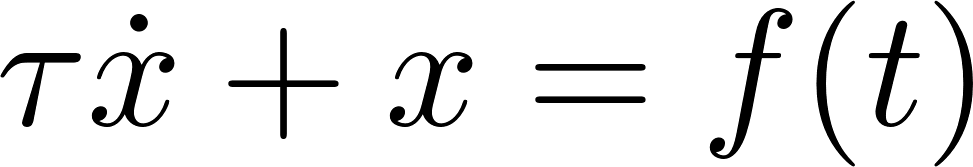 τẋ + x = f(t)